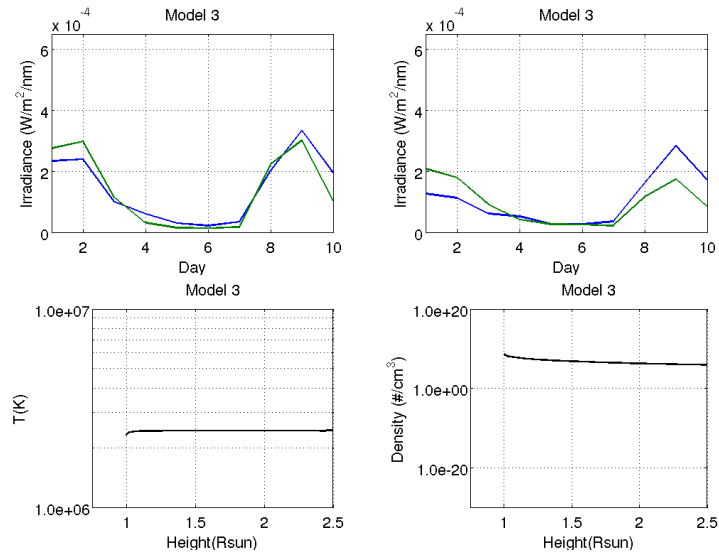 Model 3
x 10^-4
6
4
2
0
Irradiance (W/m^2/nm)
2 4 6 8 10
Day
Model 3
x 10^-4
6
4
2
0
Irradiance (W/m^2/nm)
2 4 6 8 10
Day
Model 3
1.0e+07
T(K)
1.0e+06
1 1.5 2 2.5
Height(Rsun)
Model 3
1.0e+20
1.0e+00
1.0e-20
Density (#/cm^3)
1 1.5 2 2.5
Height(Rsun)